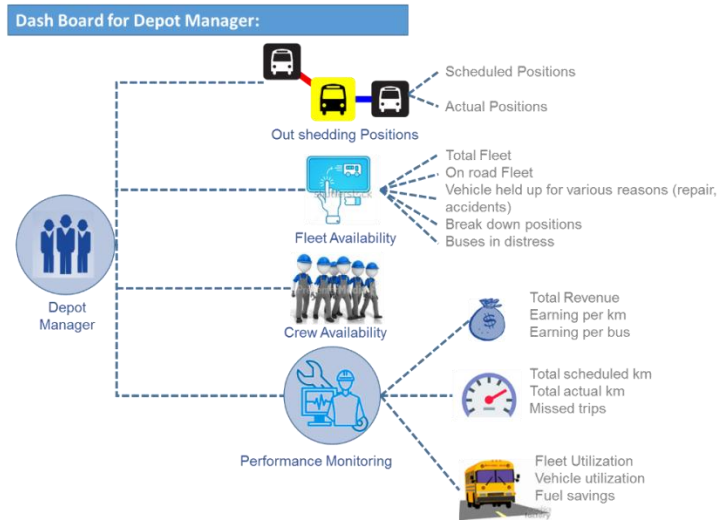 Dash Board for Depot Manager:
Scheduled Positions
Actual Positions
Out shedding Positions
Total Fleet
On road Fleet
Vehicle held up for various reasons (repair,
accidents)
Break down positions
Buses in distress
Fleet Availability
Depot
Manager
Crew Availability
Total Revenue
Earning per km
Earning per bus
Total scheduled km
Total actual km
Missed trips
Performance Monitoring
Fleet Utilization
Vehicle utilization
Fuel savings